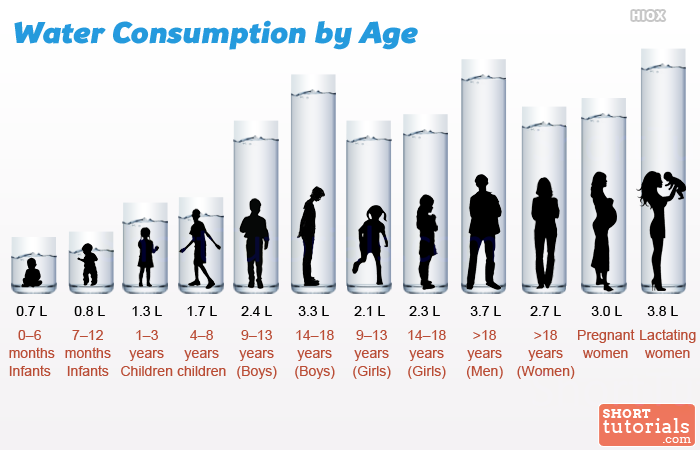 HIOX
Water Consumption by Age
0.7 L 0.8 L 1.3 L 1.7 L 2.4 L 3.3 L 2.1 L 2.3 L 3.7 L 2.7 L 3.0 L 3.8 L
0–6
months
Infants
7–12
months
Infants
1–3
years
Children
4–8
years
children
9–13
years
(Boys)
14–18
years
(Boys)
9–13
years
(Girls)
14–18
years
(Girls)
>18
years
(Men)
>18
years
(Women)
Pregnant
women
Lactating
women
SHORT
tutorials
.com